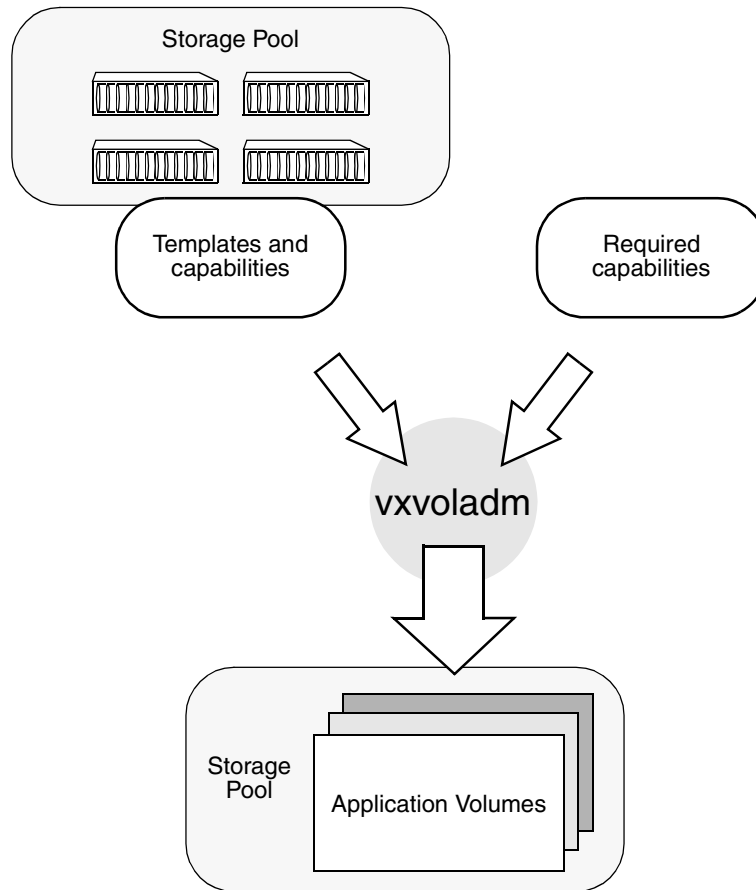 Storage Pool
Templates and
capabilities
Required
capabilities
vxvoladm
Storage
Pool
Application Volumes